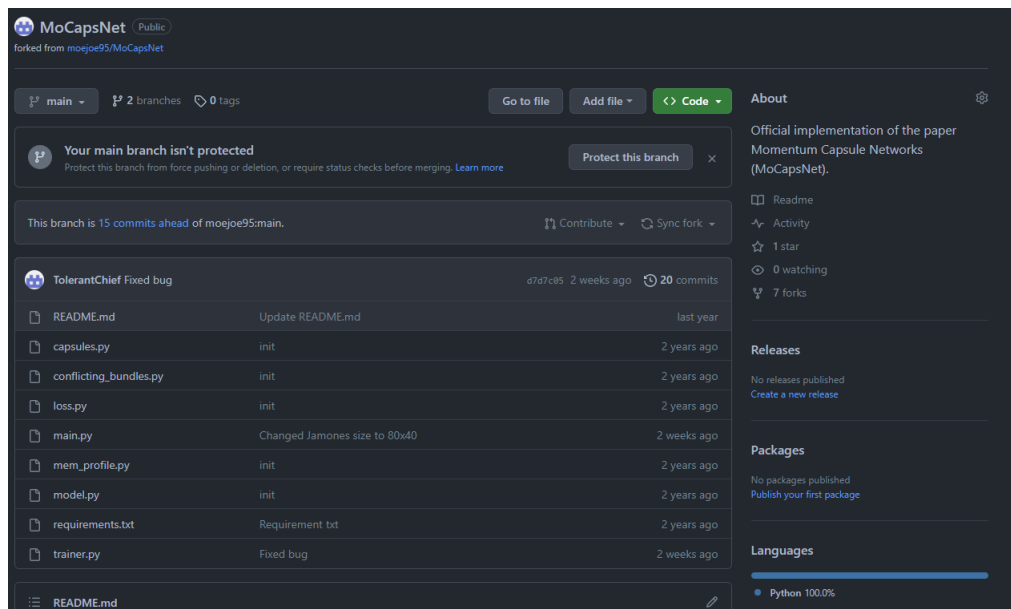 MoCapsNet Public
forked from moejoe95/MoCapsNet
main 2 branches 0 tags Go to file Add file Code
Your main branch isn't protected
Protect this branch from force pushing or deletion, or require status checks before merging. Learn more
Protect this branch
This branch is 15 commits ahead of moejoe95:main. Contribute Sync fork
TolerantChief Fixed bug d7d7c05 2 weeks ago 20 commits
README.md Update README.md last year
capsules.py init 2 years ago
conflicting_bundles.py init 2 years ago
loss.py init 2 years ago
main.py Changed Jamones size to 80x40 2 weeks ago
mem_profile.py init 2 years ago
model.py init 2 years ago
requirements.txt Requirement txt 2 years ago
trainer.py Fixed bug 2 weeks ago
README.md
About
Official implementation of the paper
Momentum Capsule Networks
(MoCapsNet).
Readme
Activity
1 star
0 watching
7 forks
Releases
No releases published
Create a new release
Packages
No packages published
Publish your first package
Languages
Python 100.0%